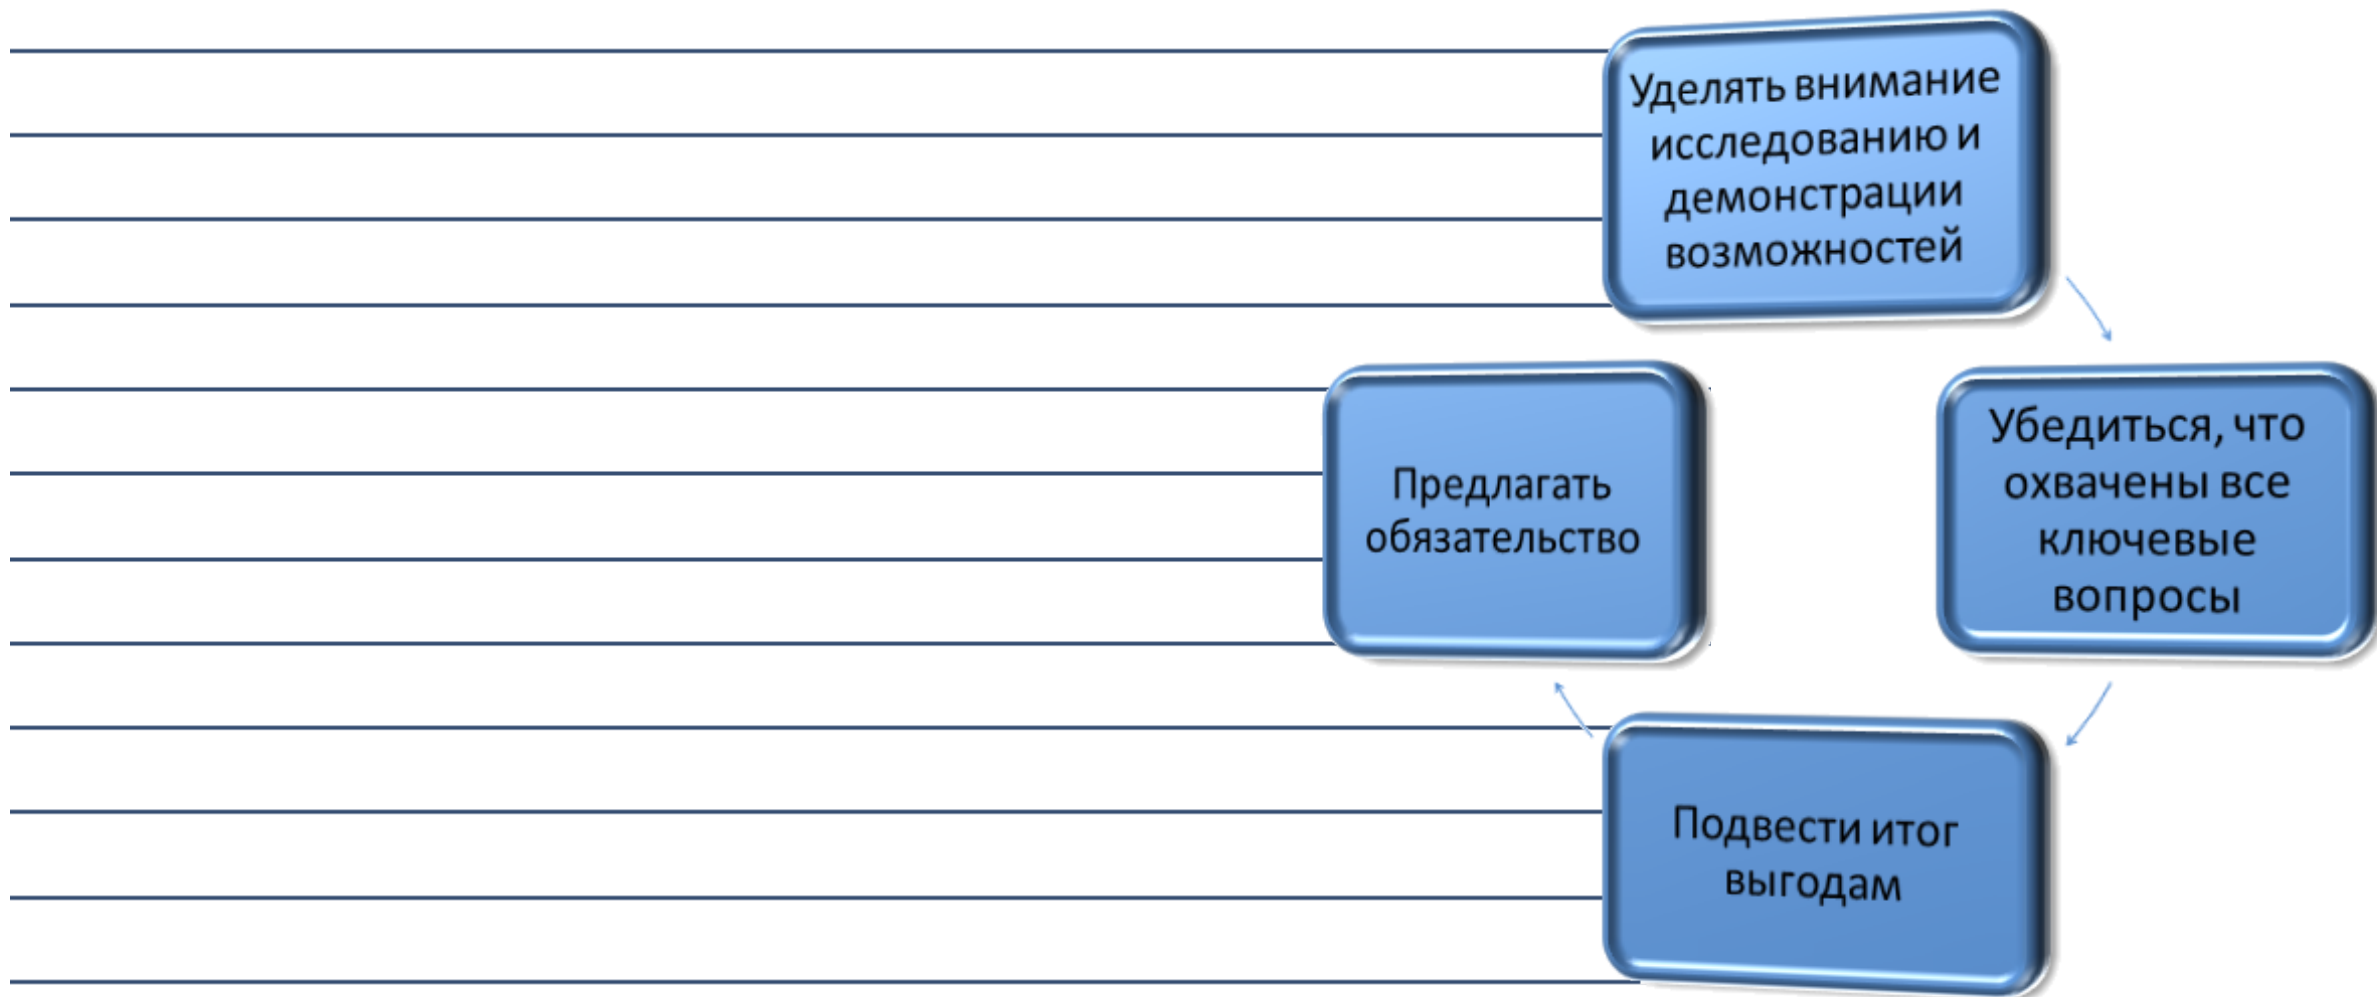 Уделять внимание
исследованию и
демонстрации
возможностей
Убедиться, что
охвачены все
ключевые
вопросы
Подвести итог
выгодам
Предлагать
обязательство